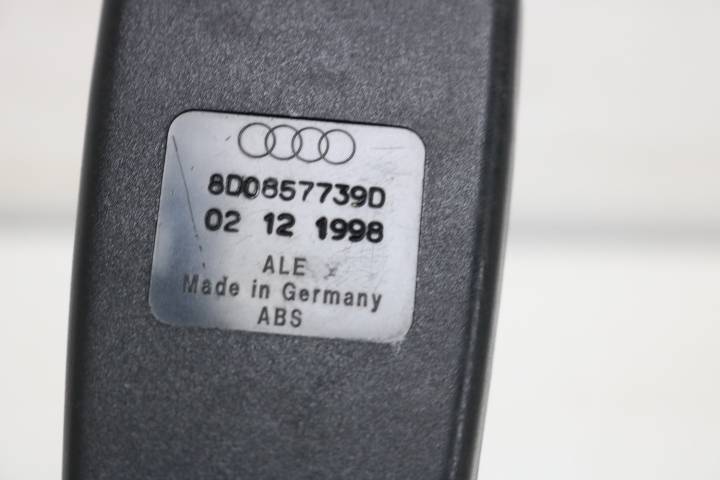 8D0857739D
02 12 1998
ALE
Made in Germany
ABS